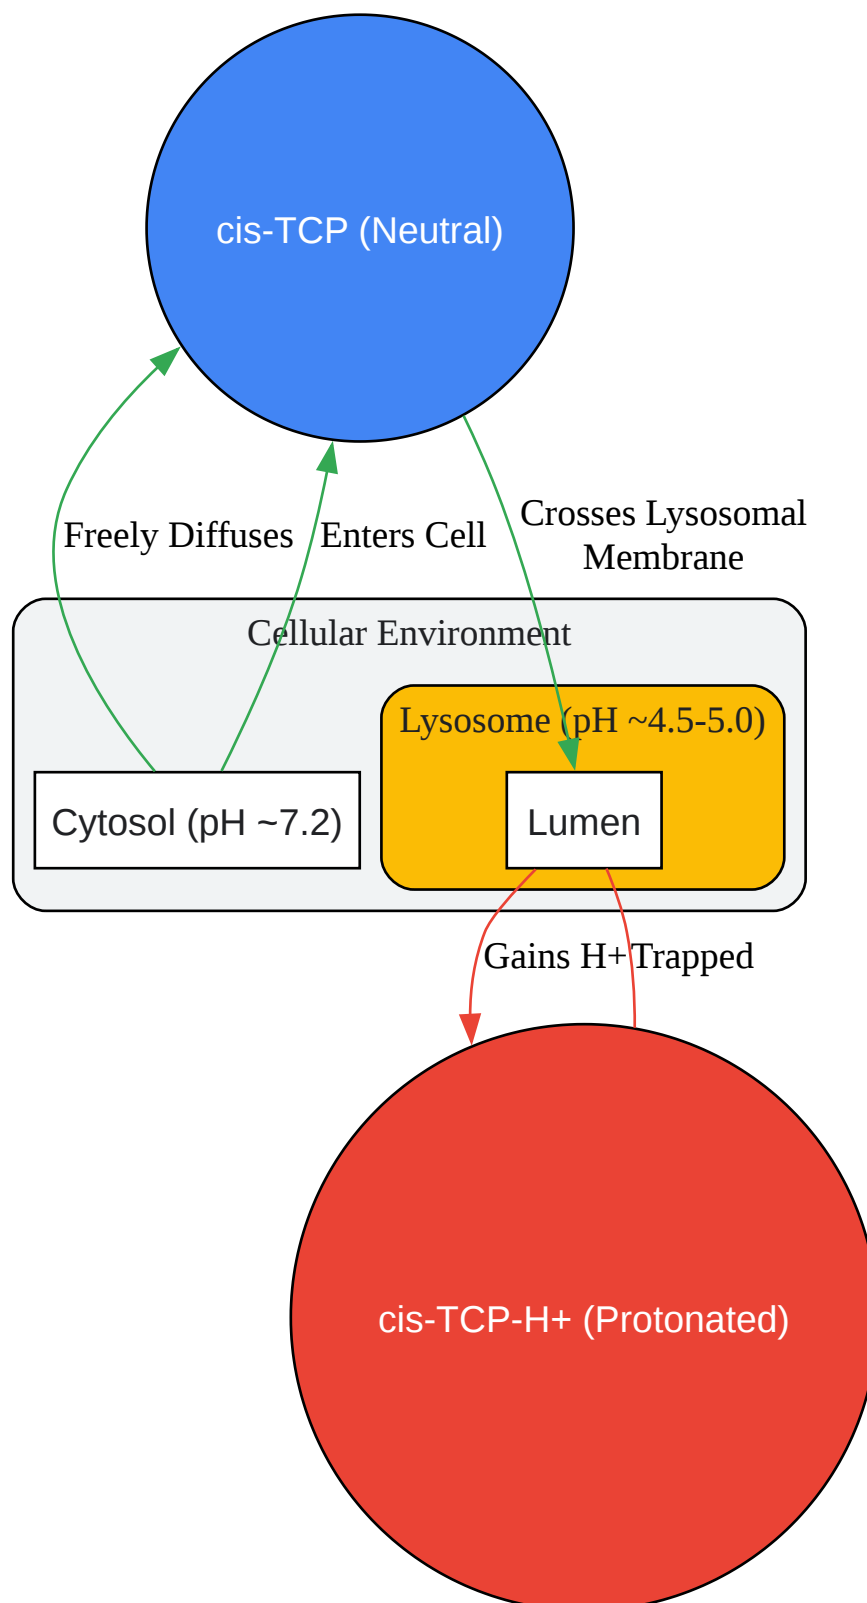 cis-TCP (Neutral)
Freely Diffuses
Enters Cell
Crosses Lysosomal
Membrane
Cellular Environment
Lysosome (pH ~4.5-5.0)
Cytosol (pH ~7.2)
Lumen
Gains H+
Trapped
cis-TCP-H+ (Protonated)